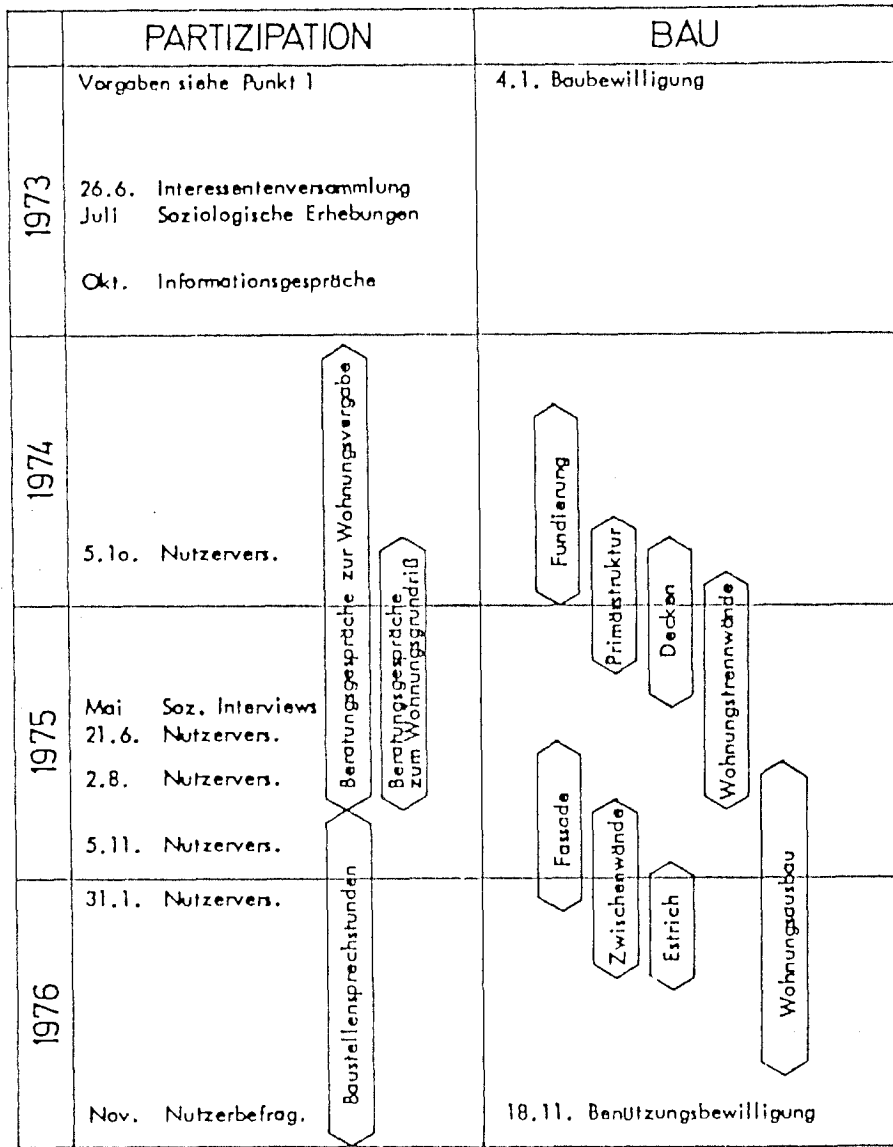 PARTIZIPATION
BAU
1973
Vorgaben siehe Punkt 1
4.1. Baubewilligung
26.6. Interessentenversammlung
Juli Soziologische Erhebungen
Okt. Informationsgespräche
1974
5.1o. Nutzervers.
Beratungsgespräche zur Wohnungsvergabe
Beratungsgespräche
zum Wohnungsgrundriß
Fundierung
Primärstruktur
Decken
Wohnungstrennwände
1975
Mai Soz. Interviews
21.6. Nutzervers.
2.8. Nutzervers.
5.11. Nutzervers.
Fassade
Zwischenwände
Estrich
Wohnungsausbau
1976
31.1. Nutzervers.
Baustellensprechstunden
Nov. Nutzerbefrag.
18.11. Benützungsbewilligung